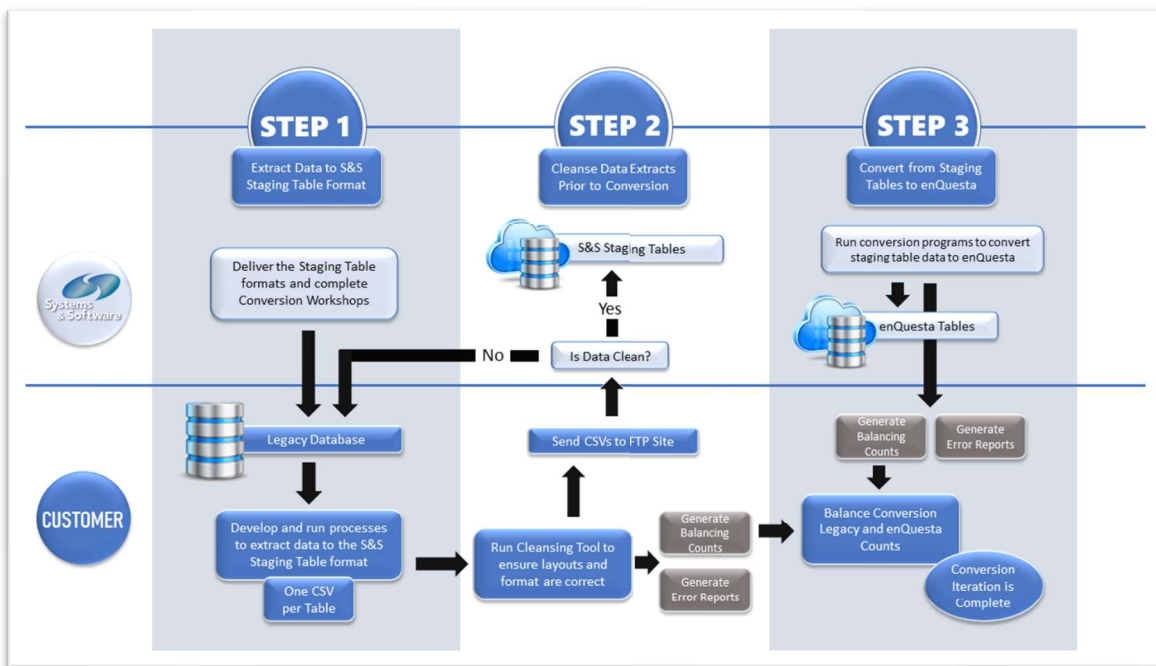 STEP 1
Extract Data to S&S
Staging Table Format
Deliver the Staging Table
formats and complete
Conversion Workshops
Legacy Database
Develop and run processes
to extract data to the S&S
Staging Table format
One CSV
per Table
STEP 2
Cleanse Data Extracts
Prior to Conversion
S&S Staging Tables
Yes
Is Data Clean?
No
Send CSVs to FTP Site
Run Cleansing Tool to
ensure layouts and
format are correct
Generate
Balancing
Counts
Generate
Error Reports
STEP 3
Convert from Staging
Tables to enQuesta
Run conversion programs to convert
staging table data to enQuesta
enQuesta Tables
Generate
Balancing
Counts
Generate
Error Reports
Balance Conversion
Legacy and enQuesta
Counts
Conversion
Iteration is
Complete
Systems
& Software
CUSTOMER